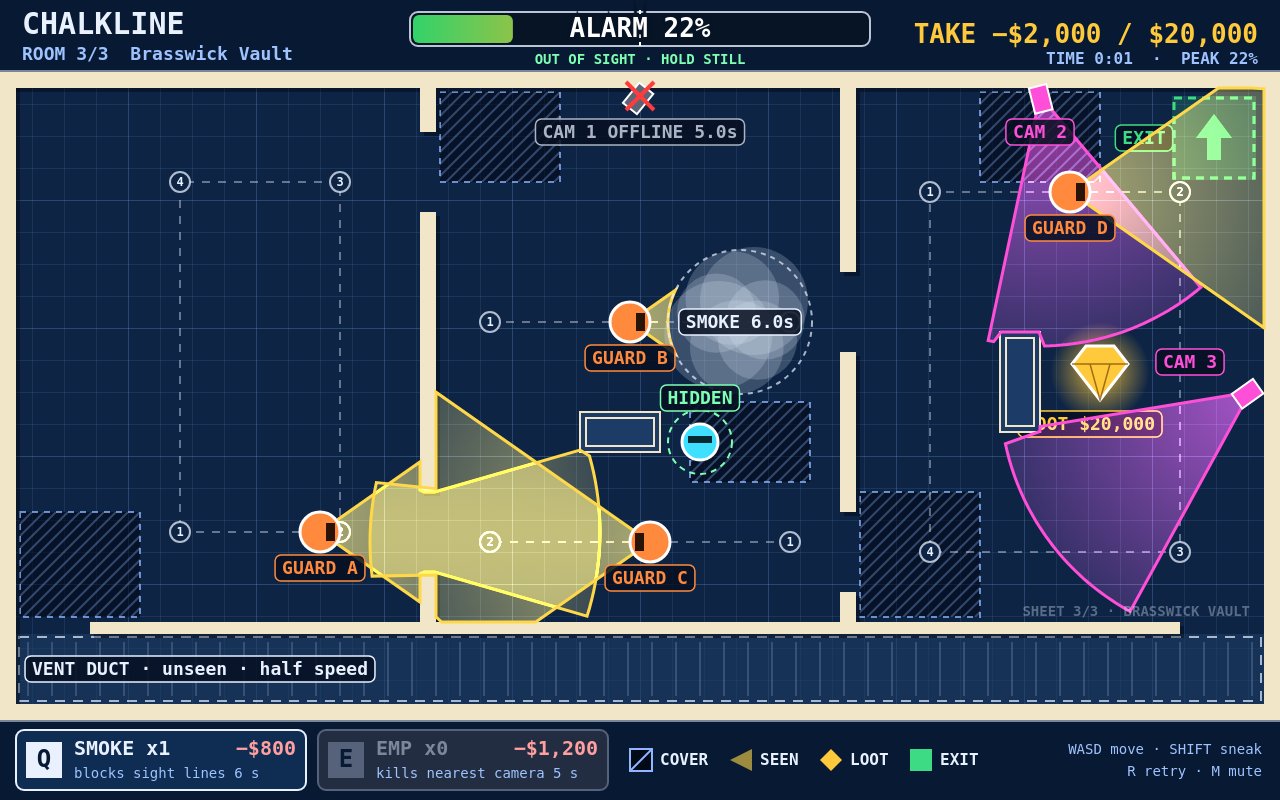 CHALKLINE
ROOM 3/3 Brasswick Vault
ALARM 22%
OUT OF SIGHT · HOLD STILL
TAKE −$2,000 / $20,000
TIME 0:01 · PEAK 22%
CAM 1 OFFLINE 5.0s
CAM 2
EXIT
4
3
1
2
GUARD D
1
SMOKE 6.0s
GUARD B
CAM 3
HIDDEN
LOOT $20,000
1
2
GUARD A
2
1
GUARD C
4
3
SHEET 3/3 · BRASSWICK VAULT
VENT DUCT · unseen · half speed
Q
SMOKE x1 −$800
blocks sight lines 6 s
E
EMP x0 −$1,200
kills nearest camera 5 s
COVER
SEEN
LOOT
EXIT
WASD move · SHIFT sneak
R retry · M mute